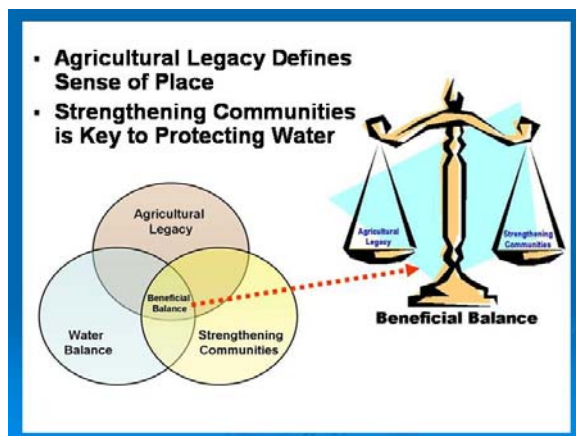 ▪ Agricultural Legacy Defines
Sense of Place
▪ Strengthening Communities
is Key to Protecting Water
Agricultural
Legacy
Beneficial
Balance
Water
Balance
Strengthening
Communities
Agricultural
Legacy
Strengthening
Communities
Beneficial Balance